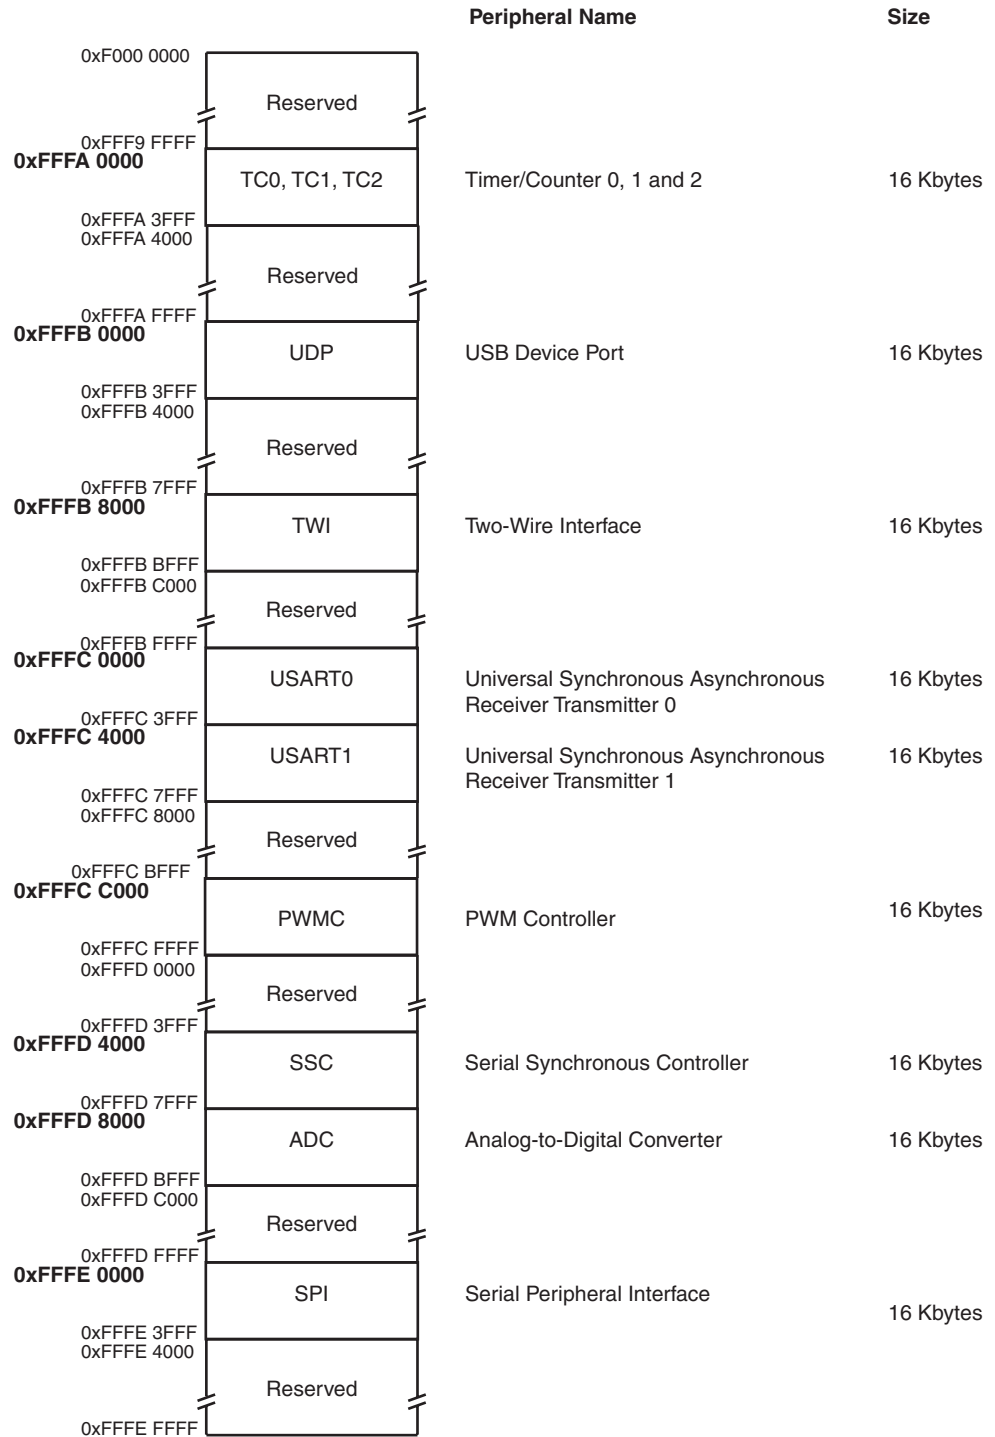 Peripheral Name Size
0xF000 0000
Reserved
0xFFF9 FFFF
0xFFFA 0000
TC0, TC1, TC2 Timer/Counter 0, 1 and 2 16 Kbytes
0xFFFA 3FFF
0xFFFA 4000
Reserved
0xFFFA FFFF
0xFFFB 0000
UDP USB Device Port 16 Kbytes
0xFFFB 3FFF
0xFFFB 4000
Reserved
0xFFFB 7FFF
0xFFFB 8000
TWI Two-Wire Interface 16 Kbytes
0xFFFB BFFF
0xFFFB C000
Reserved
0xFFFB FFFF
0xFFFC 0000
USART0 Universal Synchronous Asynchronous 16 Kbytes
Receiver Transmitter 0
0xFFFC 3FFF
0xFFFC 4000
USART1 Universal Synchronous Asynchronous 16 Kbytes
Receiver Transmitter 1
0xFFFC 7FFF
0xFFFC 8000
Reserved
0xFFFC BFFF
0xFFFC C000
PWMC PWM Controller 16 Kbytes
0xFFFC FFFF
0xFFFD 0000
Reserved
0xFFFD 3FFF
0xFFFD 4000
SSC Serial Synchronous Controller 16 Kbytes
0xFFFD 7FFF
0xFFFD 8000
ADC Analog-to-Digital Converter 16 Kbytes
0xFFFD BFFF
0xFFFD C000
Reserved
0xFFFD FFFF
0xFFFE 0000
SPI Serial Peripheral Interface 16 Kbytes
0xFFFE 3FFF
0xFFFE 4000
Reserved
0xFFFE FFFF